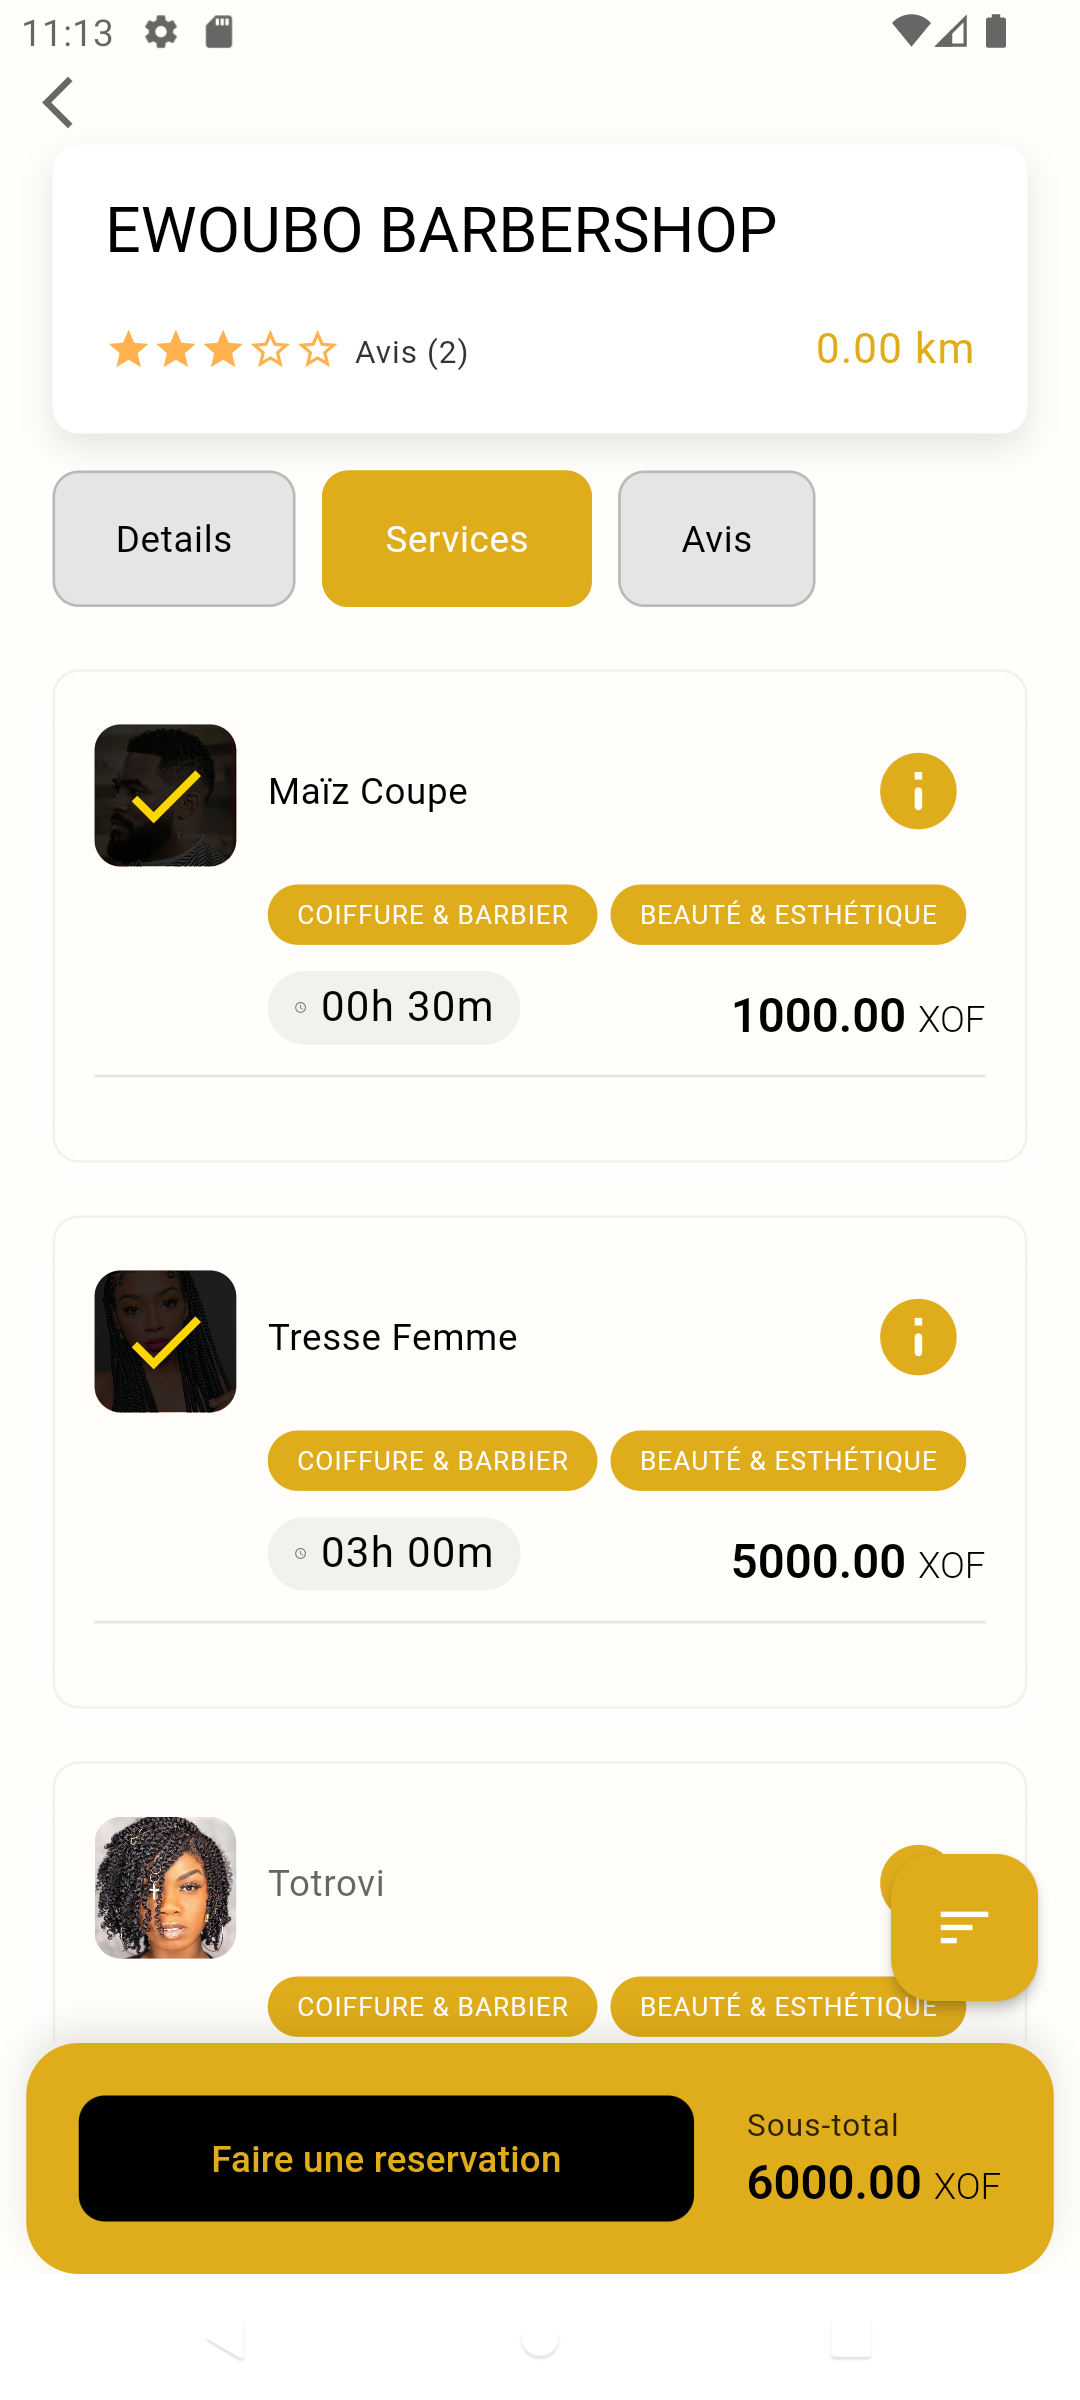 11:13
EWOUBO BARBERSHOP
Avis (2)
0.00 km
Details
Services
Avis
Maïz Coupe
COIFFURE & BARBIER
BEAUTÉ & ESTHÉTIQUE
00h 30m
1000.00 XOF
Tresse Femme
COIFFURE & BARBIER
BEAUTÉ & ESTHÉTIQUE
03h 00m
5000.00 XOF
Totrovi
COIFFURE & BARBIER
BEAUTÉ & ESTHÉTIQUE
Faire une reservation
Sous-total
6000.00 XOF